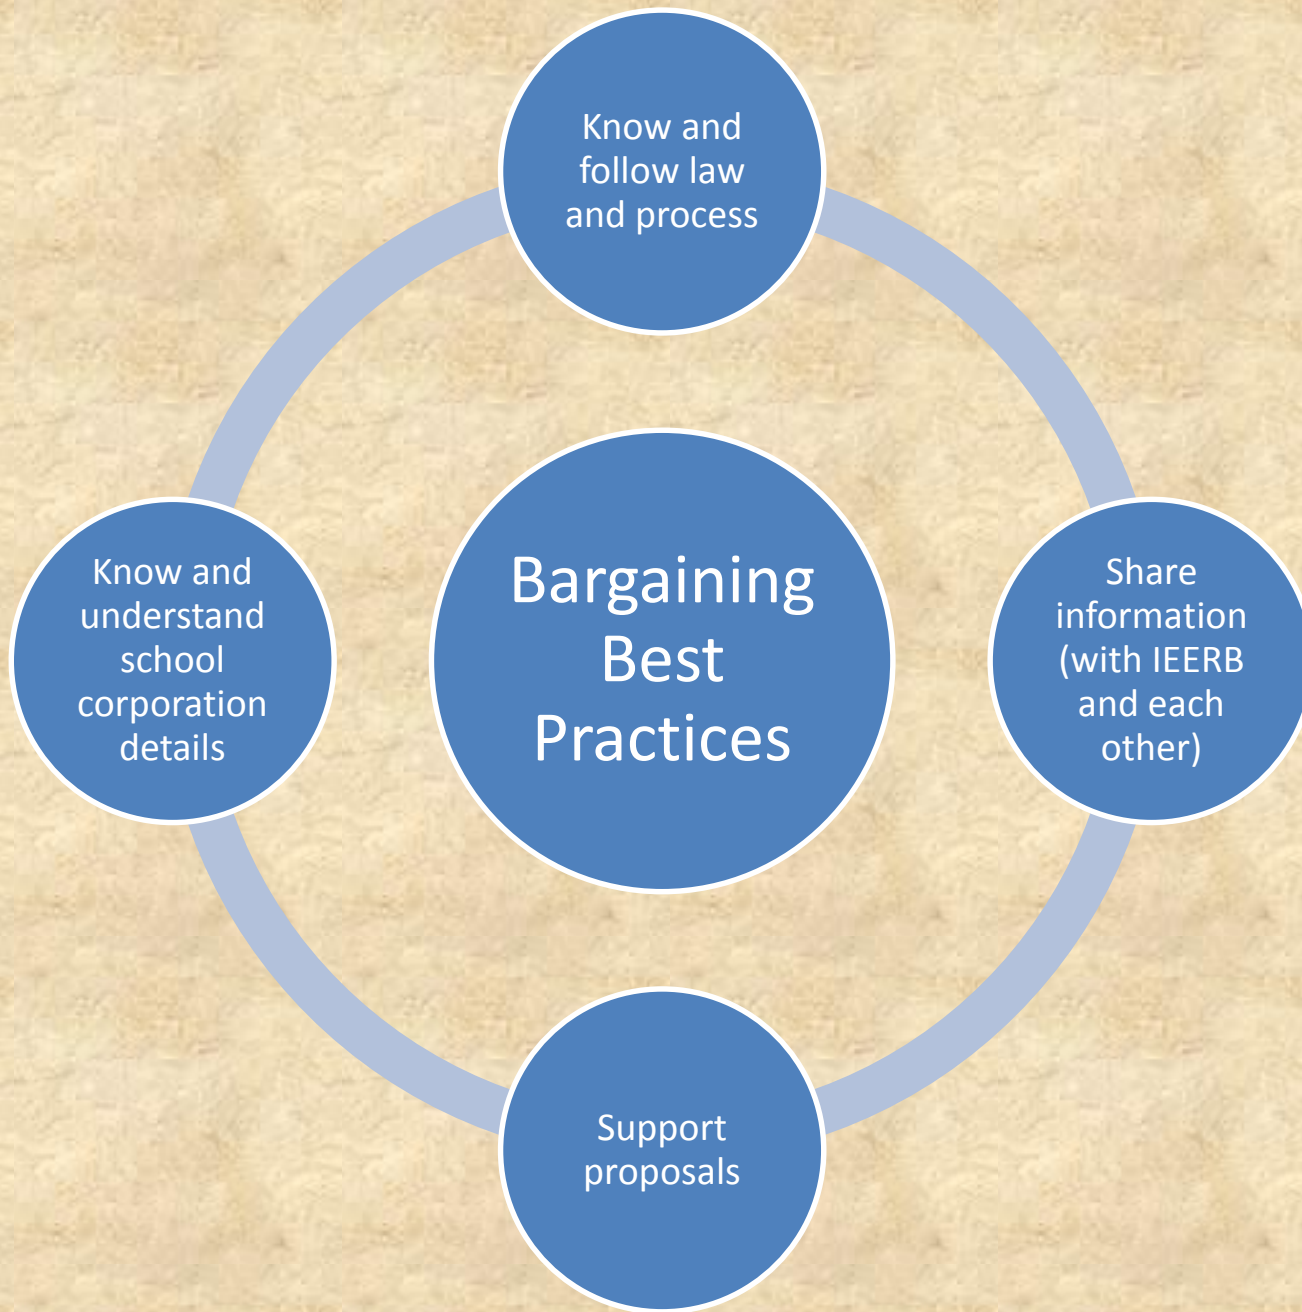 Know and
follow law
and process
Know and
understand
school
corporation
details
Bargaining
Best
Practices
Share
information
(with IEERB
and each
other)
Support
proposals